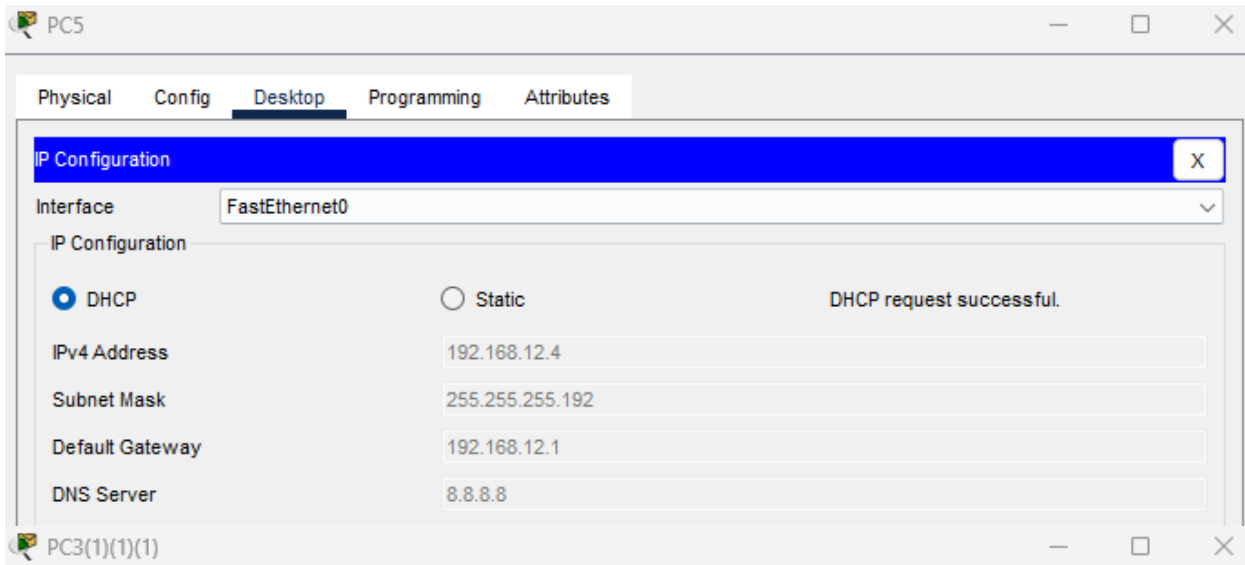 PC5
Physical Config Desktop Programming Attributes
IP Configuration X
Interface FastEthernet0
IP Configuration
DHCP Static DHCP request successful.
IPv4 Address 192.168.12.4
Subnet Mask 255.255.255.192
Default Gateway 192.168.12.1
DNS Server 8.8.8.8
PC3(1)(1)(1)